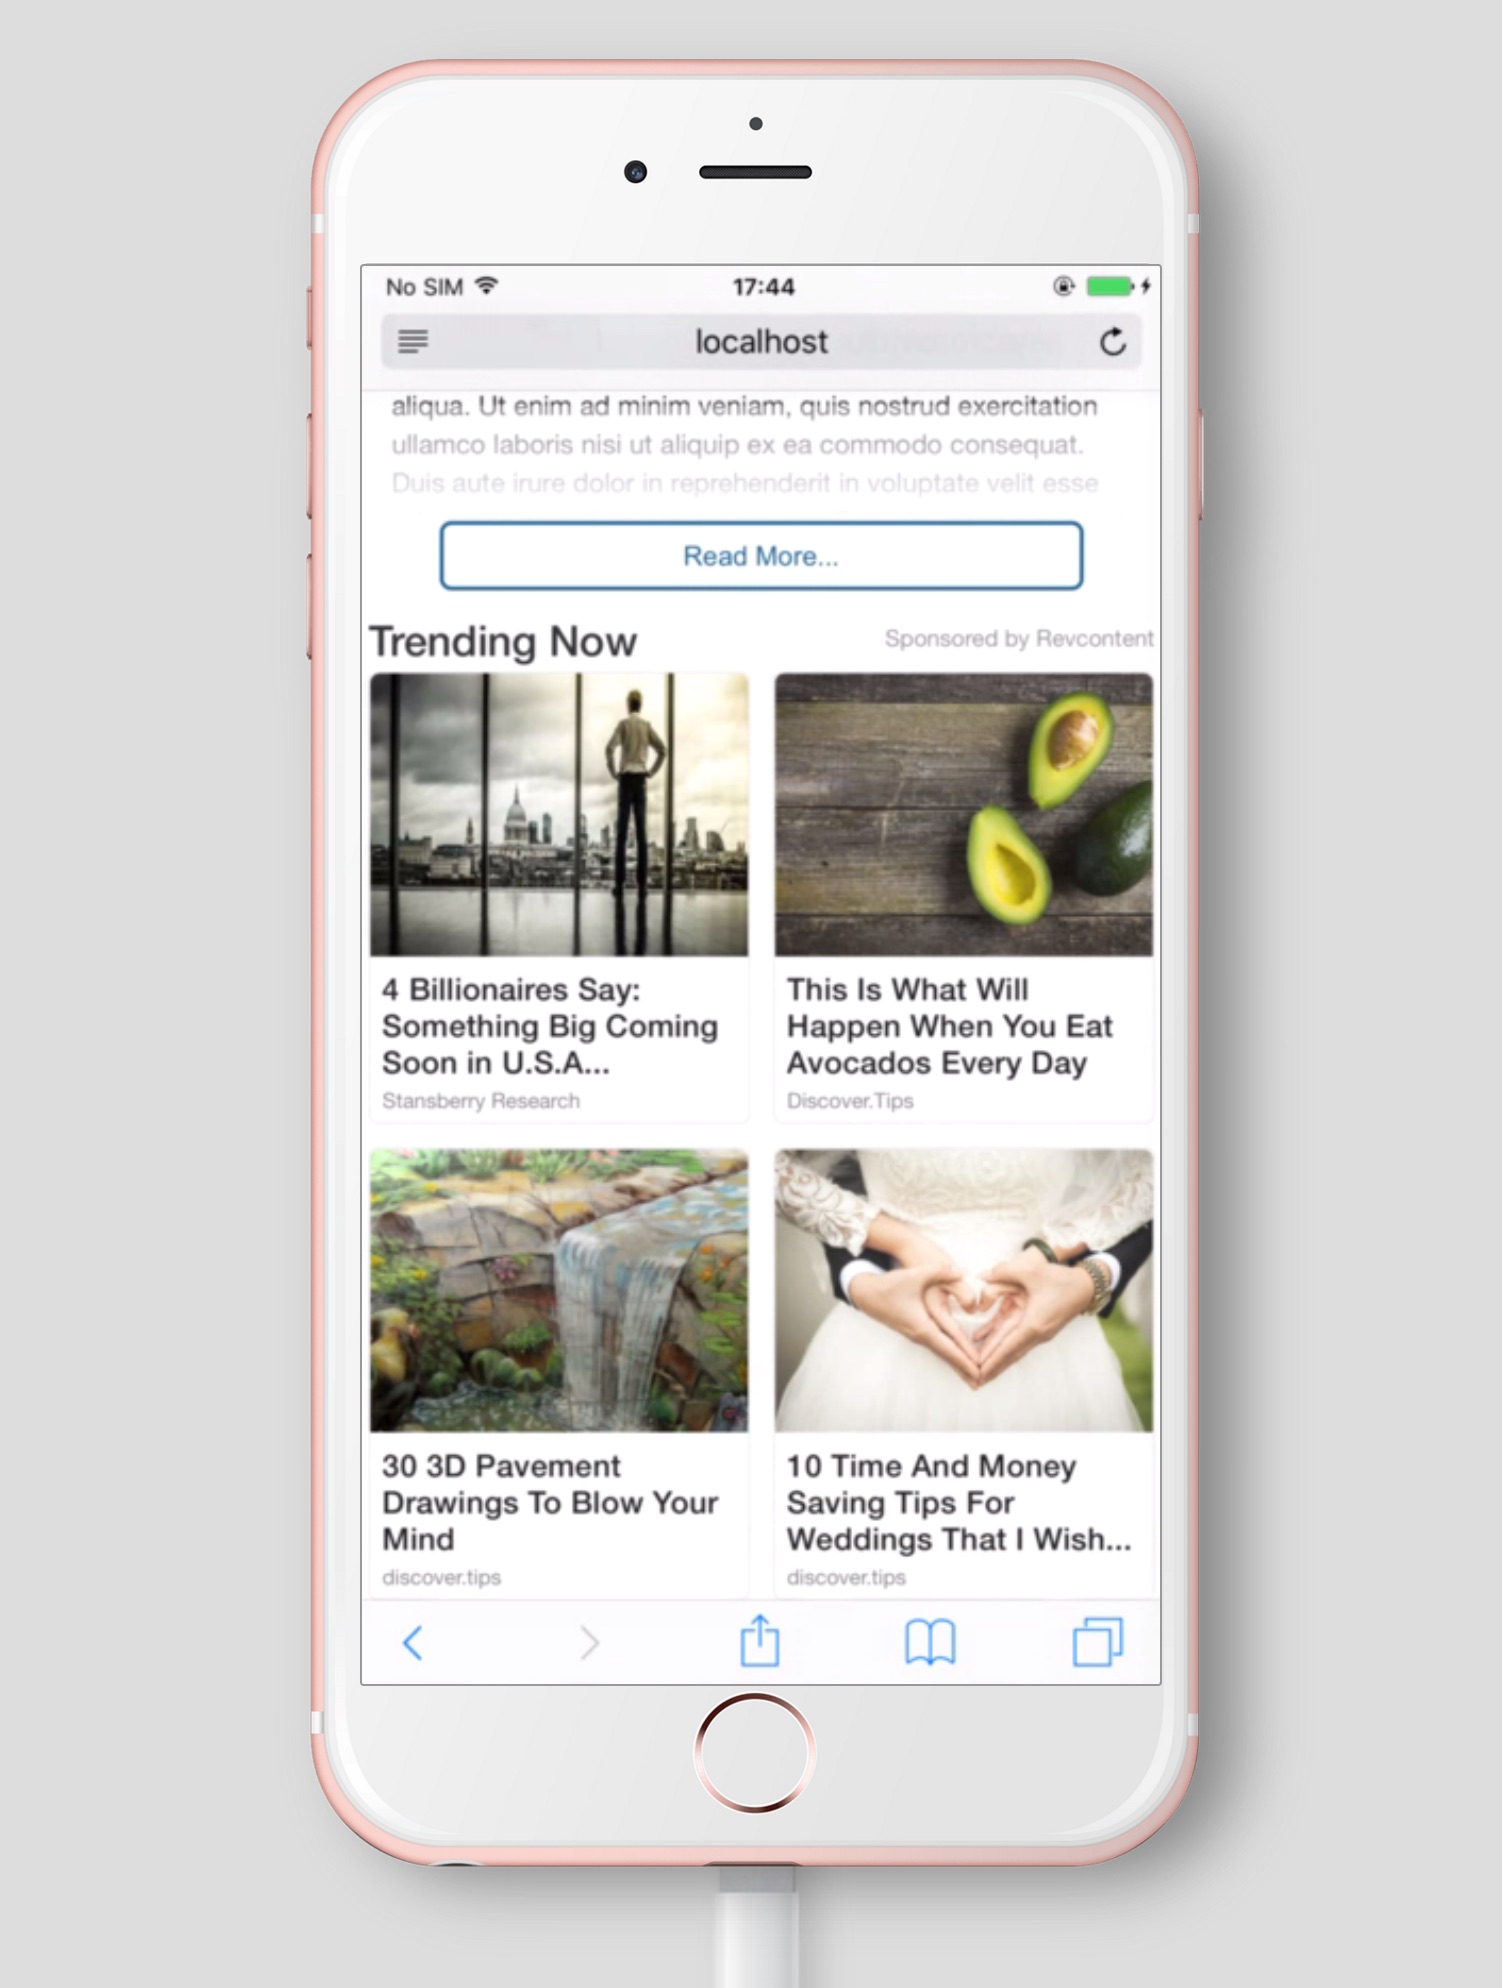 No SIM 17:44
localhost
aliqua. Ut enim ad minim veniam, quis nostrud exercitation
ullamco laboris nisi ut aliquip ex ea commodo consequat.
Duis aute irure dolor in reprehenderit in voluptate velit esse
Read More...
Trending Now Sponsored by Revcontent
4 Billionaires Say:
Something Big Coming
Soon in U.S.A...
Stansberry Research
This Is What Will
Happen When You Eat
Avocados Every Day
Discover.Tips
30 3D Pavement
Drawings To Blow Your
Mind
discover.tips
10 Time And Money
Saving Tips For
Weddings That I Wish...
discover.tips